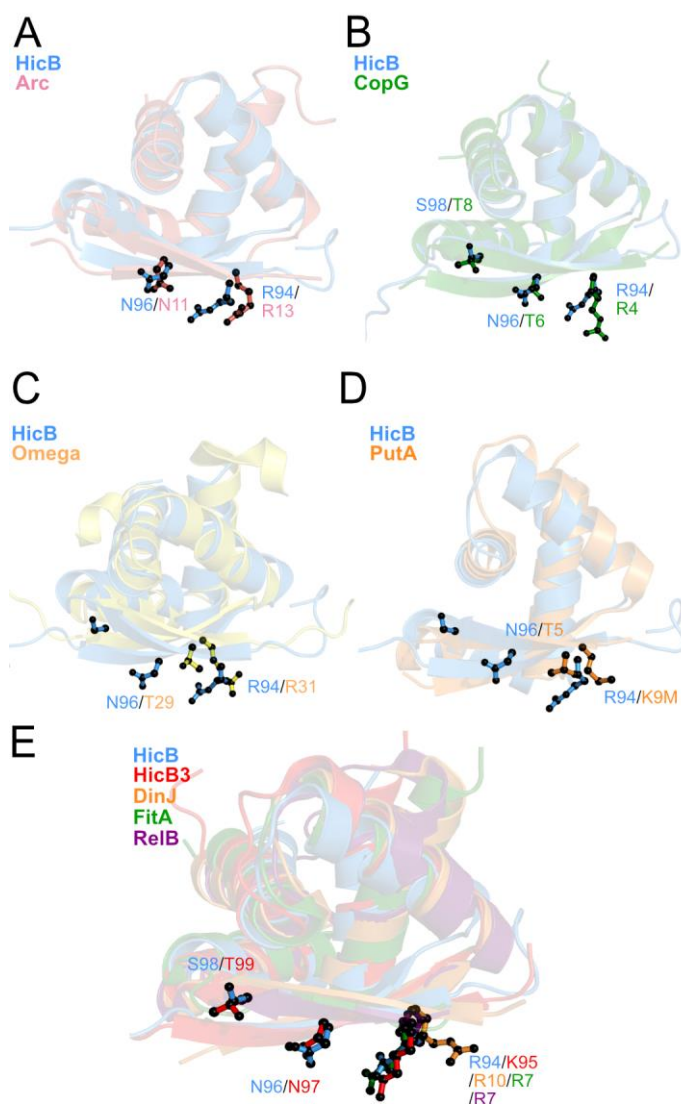 A
HicB
Arc
N96/N11
R94/
R13
B
HicB
CopG
S98/T8
N96/T6
R94/
R4
C
HicB
Omega
N96/T29
R94/R31
D
HicB
PutA
N96/T5
R94/K9M
E
HicB
HicB3
DinJ
FitA
RelB
S98/T99
N96/N97
R94/K95
/R10/R7
/R7